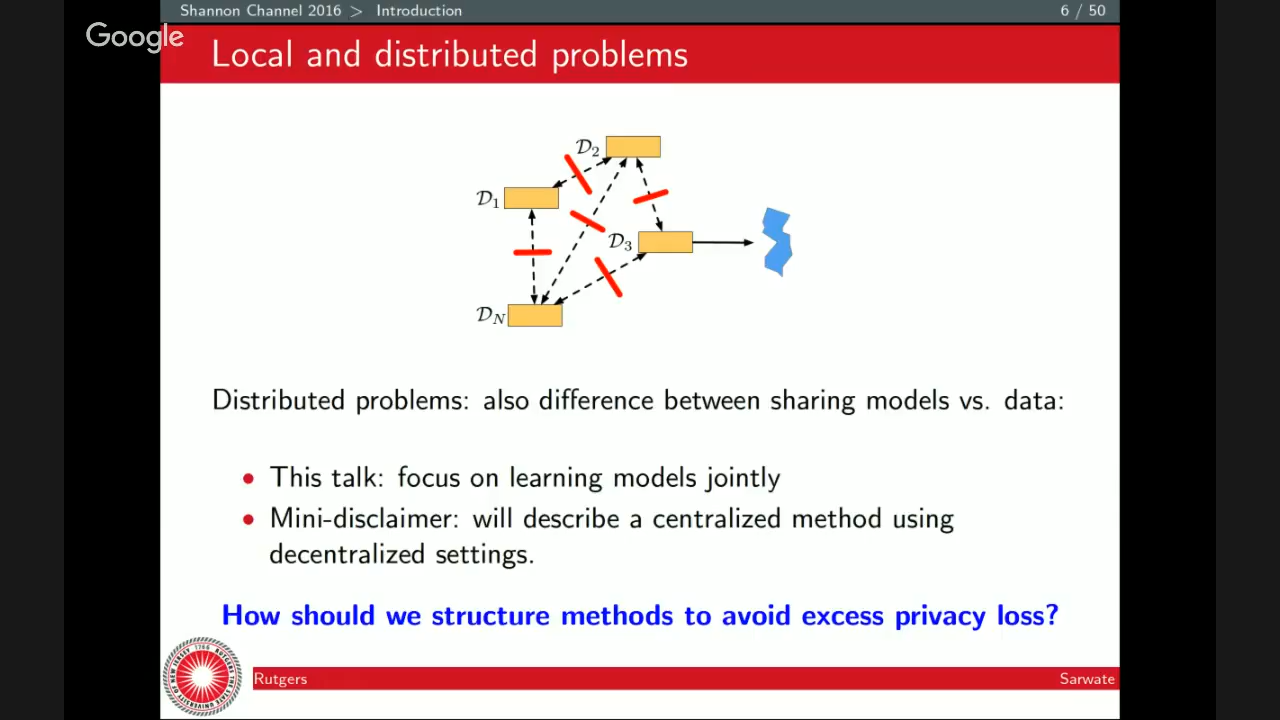 Shannon Channel 2016 > Introduction 6 / 50
Google
Local and distributed problems
D2
D1
D3
DN
Distributed problems: also difference between sharing models vs. data:
• This talk: focus on learning models jointly
• Mini-disclaimer: will describe a centralized method using
decentralized settings.
How should we structure methods to avoid excess privacy loss?
Rutgers Sarwate
1766